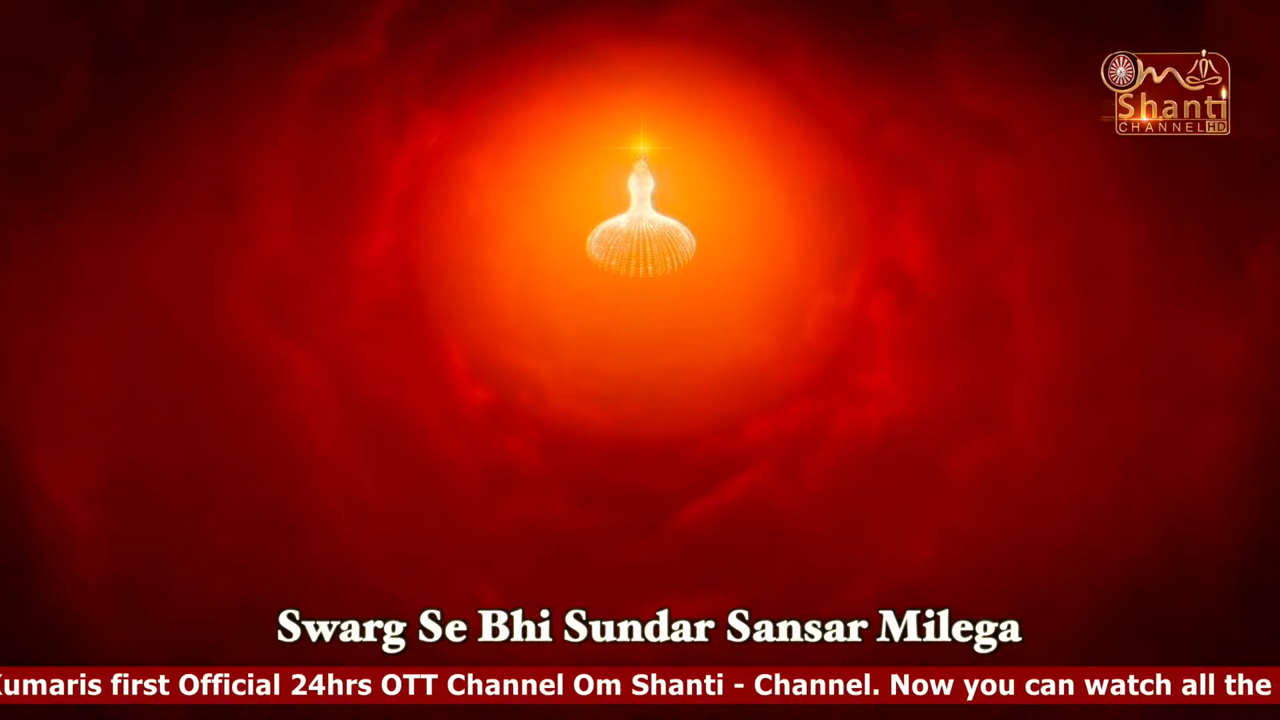 Om
Shanti
CHANNEL HD
Swarg Se Bhi Sundar Sansar Milega
Kumaris first Official 24hrs OTT Channel Om Shanti - Channel. Now you can watch all the